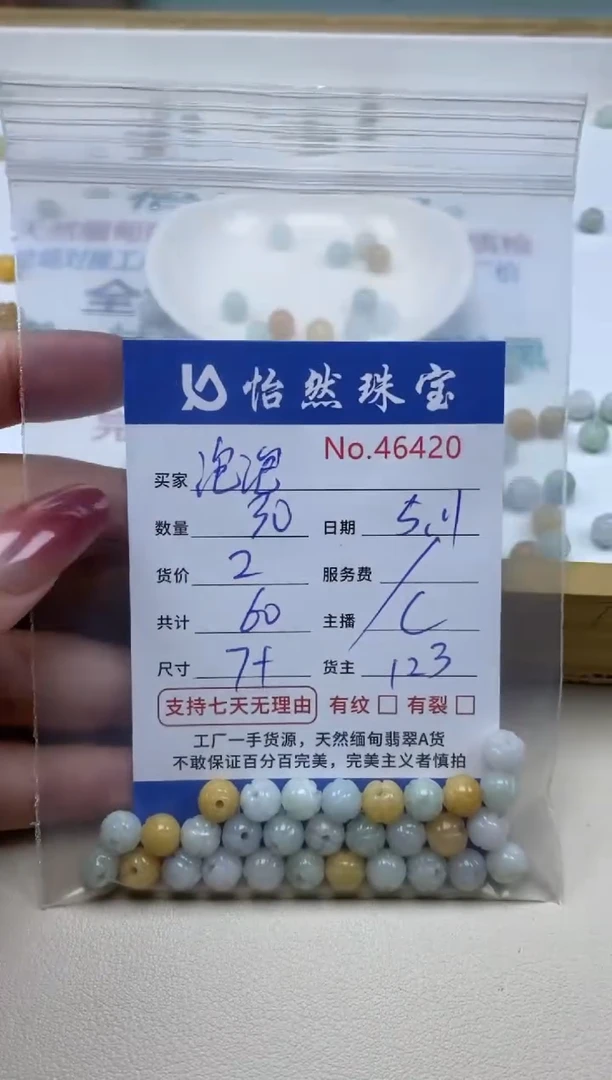 怡然珠宝
No.46420
买家 泡泡
数量 30 日期 5.11
货价 2 服务费 /
共计 60 主播 C
尺寸 7+ 货主 123
支持七天无理由 有纹 □ 有裂 □
工厂一手货源，天然缅甸翡翠A货
不敢保证百分百完美，完美主义者慎拍